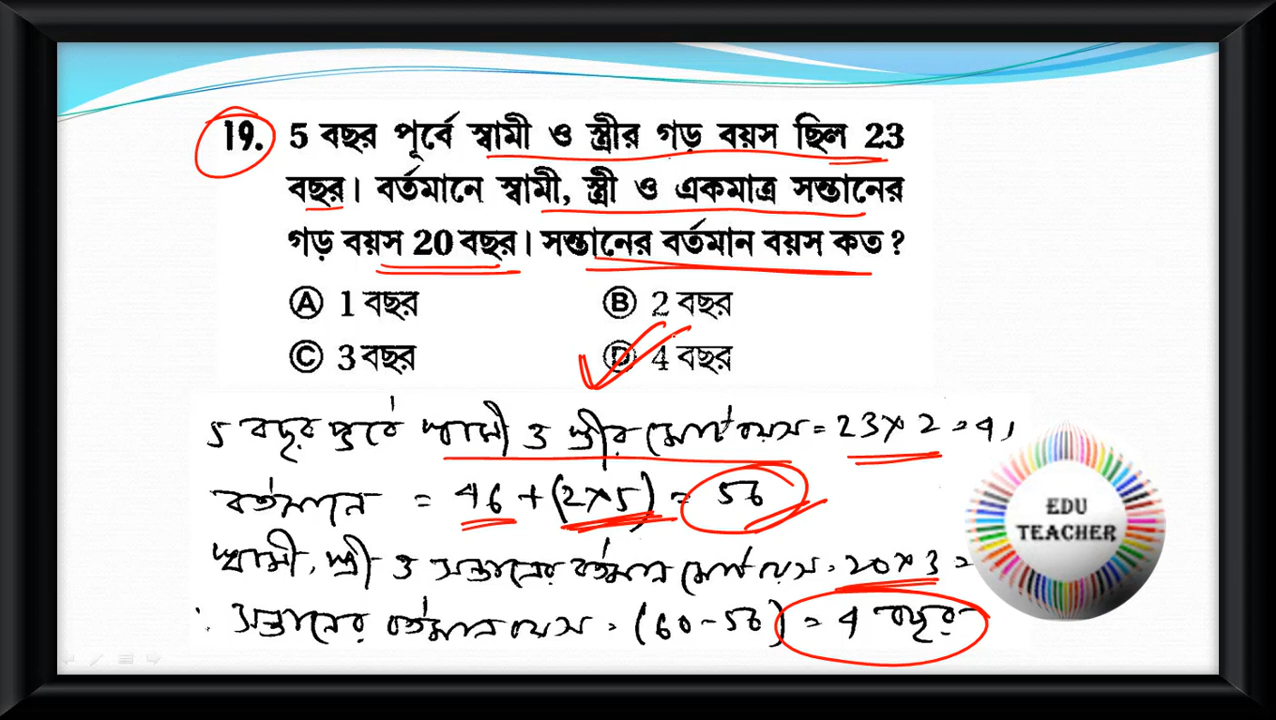 19. 5 বছর পূর্বে স্বামী ও স্ত্রীর গড় বয়স ছিল 23
বছর। বর্তমানে স্বামী, স্ত্রী ও একমাত্র সন্তানের
গড় বয়স 20 বছর। সন্তানের বর্তমান বয়স কত ?
Ⓐ 1 বছর Ⓑ 2 বছর
Ⓒ 3 বছর Ⓓ 4 বছর
5 বছর পূর্বে স্বামী ও স্ত্রীর মোট বয়স = 23 × 2 = 4
বর্তমানে = 46 + (2×5) = 56
স্বামী, স্ত্রী ও সন্তানের বর্তমান মোট বয়স = 20 × 3 =
∴ সন্তানের বর্তমান বয়স = (60 - 56) = 4 বছর
EDU
TEACHER